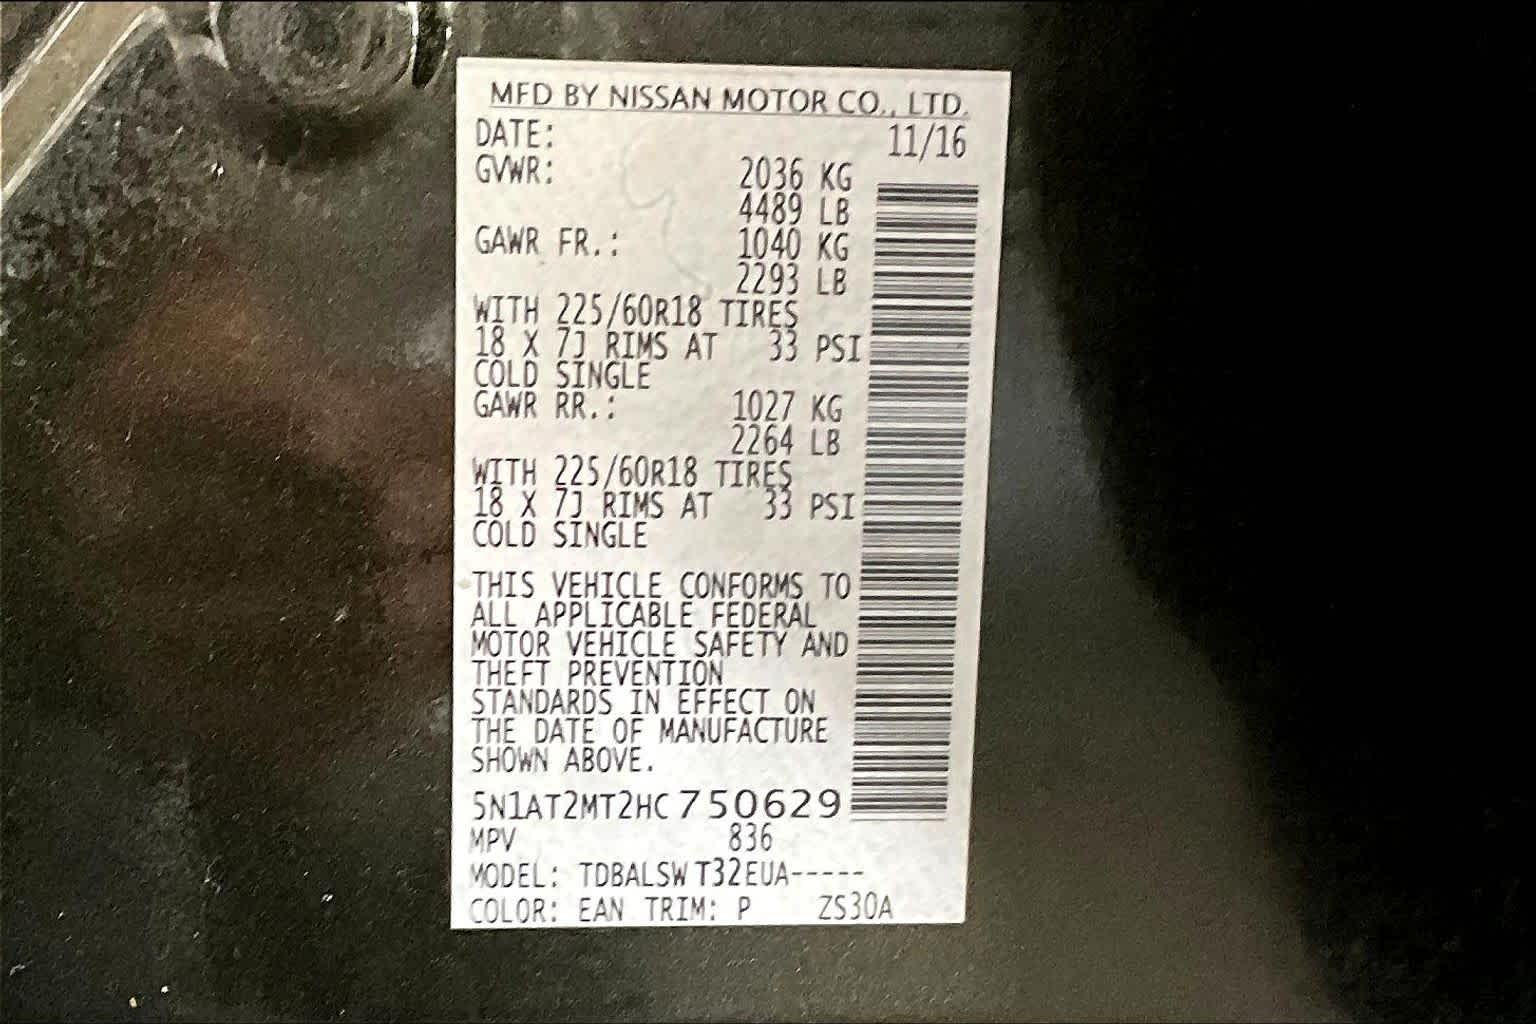 MFD BY NISSAN MOTOR CO., LTD.
DATE: 11/16
GVWR: 2036 KG
4489 LB
GAWR FR.: 1040 KG
2293 LB
WITH 225/60R18 TIRES
18 X 7J RIMS AT 33 PSI
COLD SINGLE
GAWR RR.: 1027 KG
2264 LB
WITH 225/60R18 TIRES
18 X 7J RIMS AT 33 PSI
COLD SINGLE
THIS VEHICLE CONFORMS TO
ALL APPLICABLE FEDERAL
MOTOR VEHICLE SAFETY AND
THEFT PREVENTION
STANDARDS IN EFFECT ON
THE DATE OF MANUFACTURE
SHOWN ABOVE.
5N1AT2MT2HC750629
MPV 836
MODEL: TDBALSW T32EUA-----
COLOR: EAN TRIM: P ZS30A